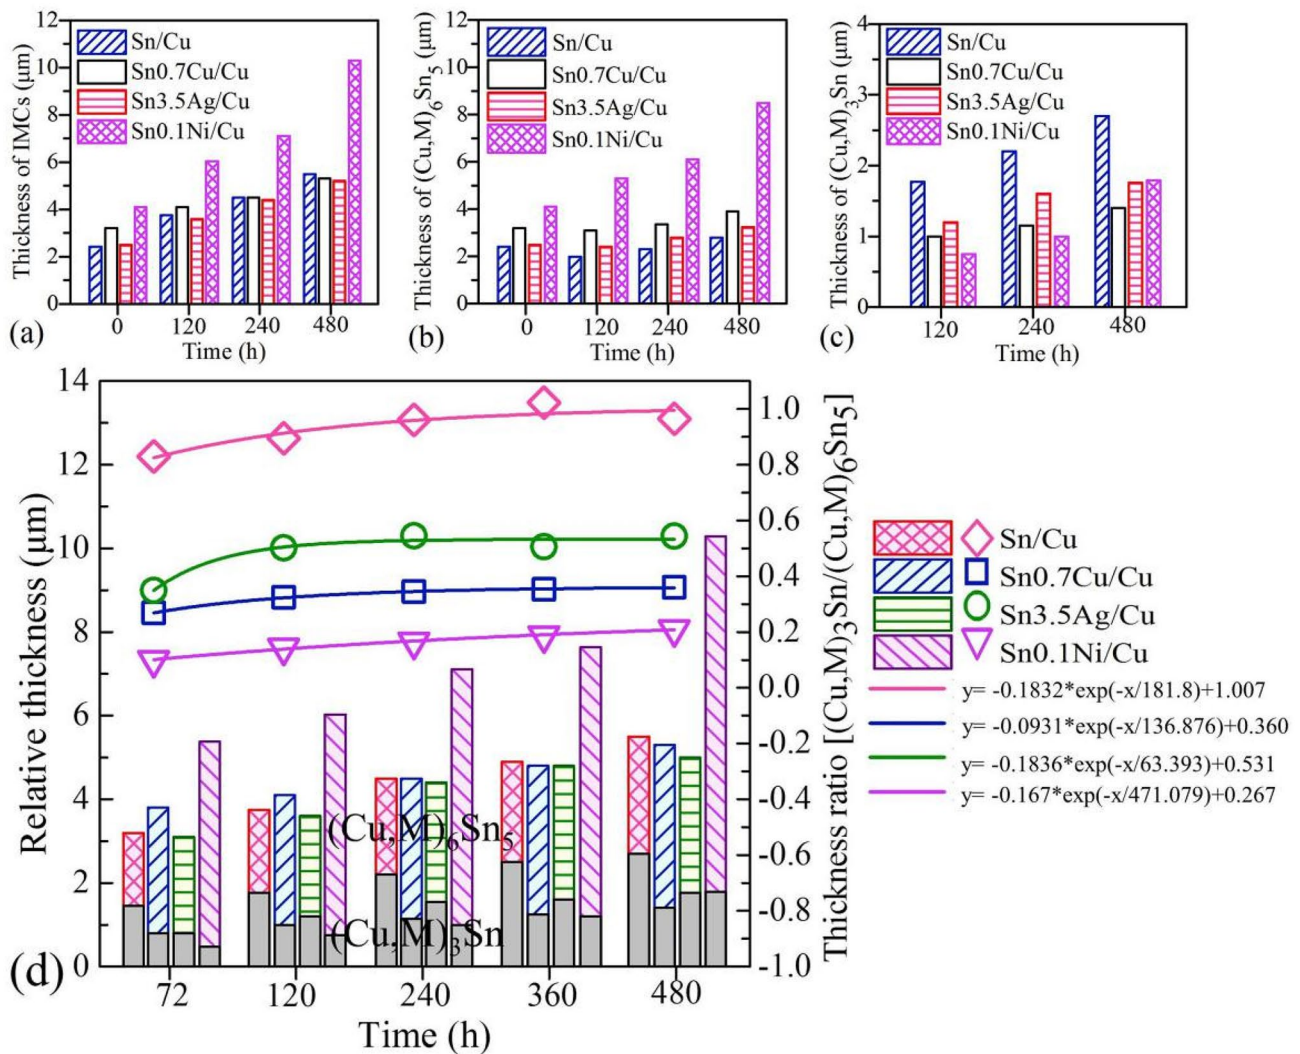 12
10
8
6
4
2
0
Thickness of IMCs (μm)
Sn/Cu
Sn0.7Cu/Cu
Sn3.5Ag/Cu
Sn0.1Ni/Cu
0 120 240 480
Time (h)
(a)
12
10
8
6
4
2
0
Thickness of (Cu,M)6Sn5 (μm)
Sn/Cu
Sn0.7Cu/Cu
Sn3.5Ag/Cu
Sn0.1Ni/Cu
0 120 240 480
Time (h)
(b)
4
3
2
1
0
Thickness of (Cu,M)3Sn (μm)
Sn/Cu
Sn0.7Cu/Cu
Sn3.5Ag/Cu
Sn0.1Ni/Cu
120 240 480
Time (h)
(c)
14
12
10
8
6
4
2
0
Relative thickness (μm)
(Cu,M)6Sn5
(Cu,M)3Sn
72 120 240 360 480
Time (h)
(d)
1.0
0.8
0.6
0.4
0.2
0.0
-0.2
-0.4
-0.6
-0.8
-1.0
Thickness ratio [(Cu,M)3Sn/(Cu,M)6Sn5]
Sn/Cu
Sn0.7Cu/Cu
Sn3.5Ag/Cu
Sn0.1Ni/Cu
y= -0.1832*exp(-x/181.8)+1.007
y= -0.0931*exp(-x/136.876)+0.360
y= -0.1836*exp(-x/63.393)+0.531
y= -0.167*exp(-x/471.079)+0.267